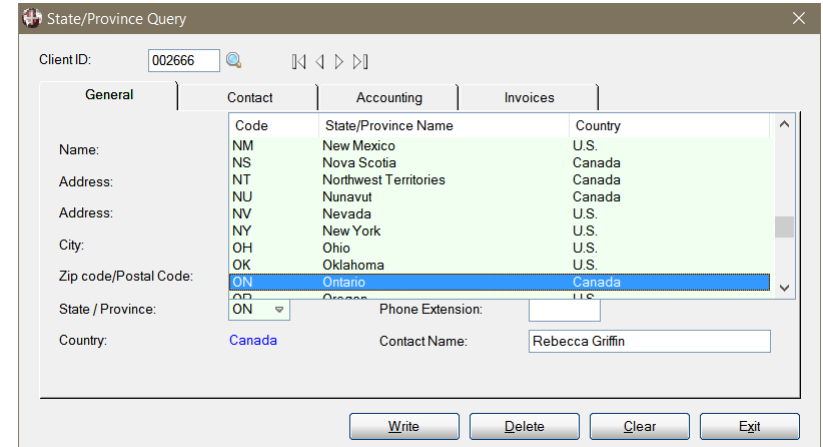 State/Province Query
Client ID: 002666
General Contact Accounting Invoices
Code State/Province Name Country
NM New Mexico U.S.
Name:
NS Nova Scotia Canada
NT Northwest Territories Canada
Address:
NU Nunavut Canada
NV Nevada U.S.
Address:
NY New York U.S.
City:
OH Ohio U.S.
OK Oklahoma U.S.
Zip code/Postal Code:
ON Ontario Canada
OR Oregon U.S.
State / Province: ON Phone Extension:
Country: Canada Contact Name: Rebecca Griffin
Write Delete Clear Exit